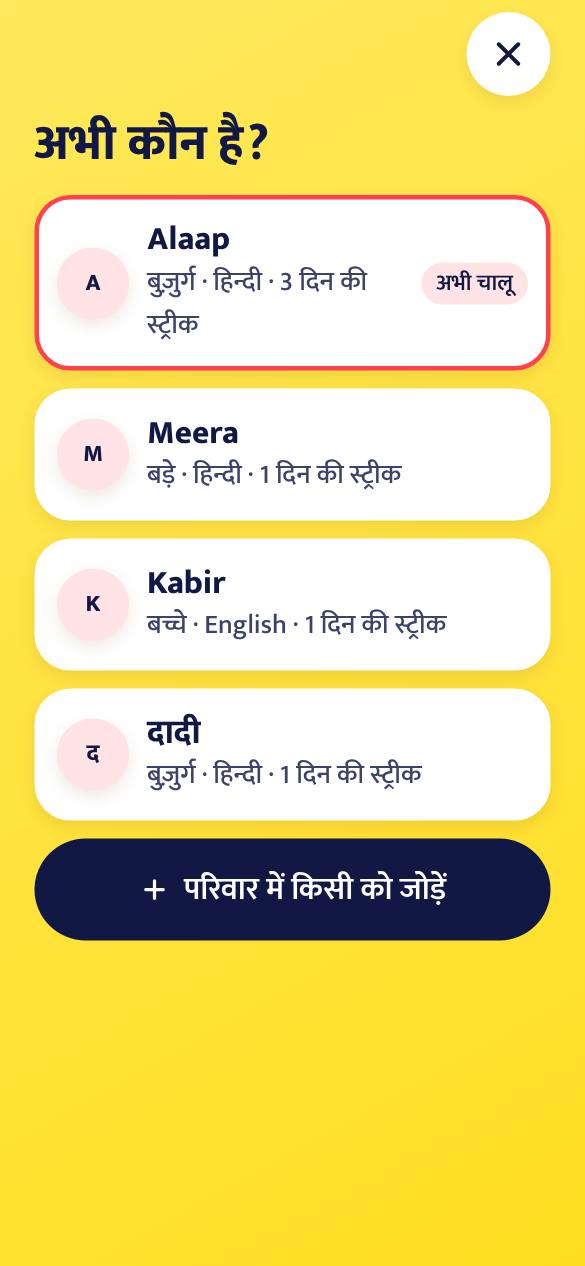 अभी कौन है?
Alaap
A
बुज़ुर्ग · हिन्दी · 3 दिन की
स्ट्रीक
अभी चालू
Meera
M
बड़े · हिन्दी · 1 दिन की स्ट्रीक
Kabir
K
बच्चे · English · 1 दिन की स्ट्रीक
दादी
द
बुज़ुर्ग · हिन्दी · 1 दिन की स्ट्रीक
+ परिवार में किसी को जोड़ें